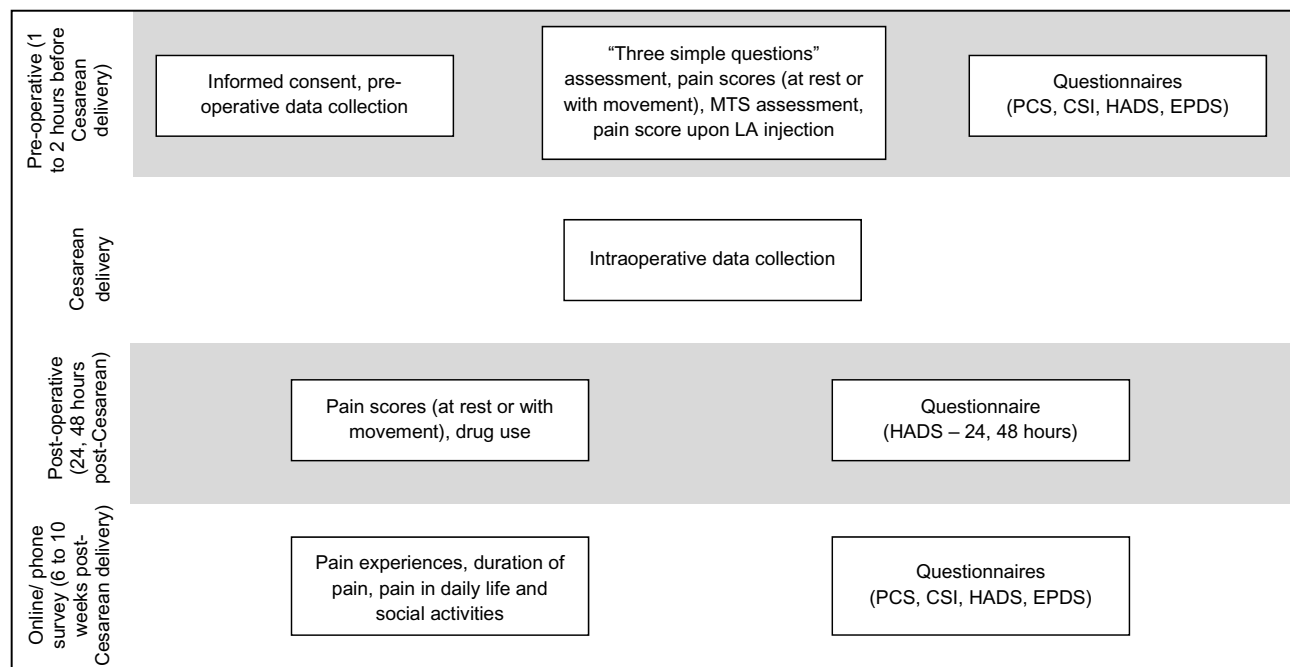 Pre-operative (1
to 2 hours before
Cesarean
delivery)
Informed consent, pre-
operative data collection
“Three simple questions”
assessment, pain scores (at rest or
with movement), MTS assessment,
pain score upon LA injection
Questionnaires
(PCS, CSI, HADS, EPDS)
Cesarean
delivery
Intraoperative data collection
Post-operative
(24, 48 hours
post-Cesarean)
Pain scores (at rest or with
movement), drug use
Questionnaire
(HADS – 24, 48 hours)
Online/ phone
survey (6 to 10
weeks post-
Cesarean delivery)
Pain experiences, duration of
pain, pain in daily life and
social activities
Questionnaires
(PCS, CSI, HADS, EPDS)